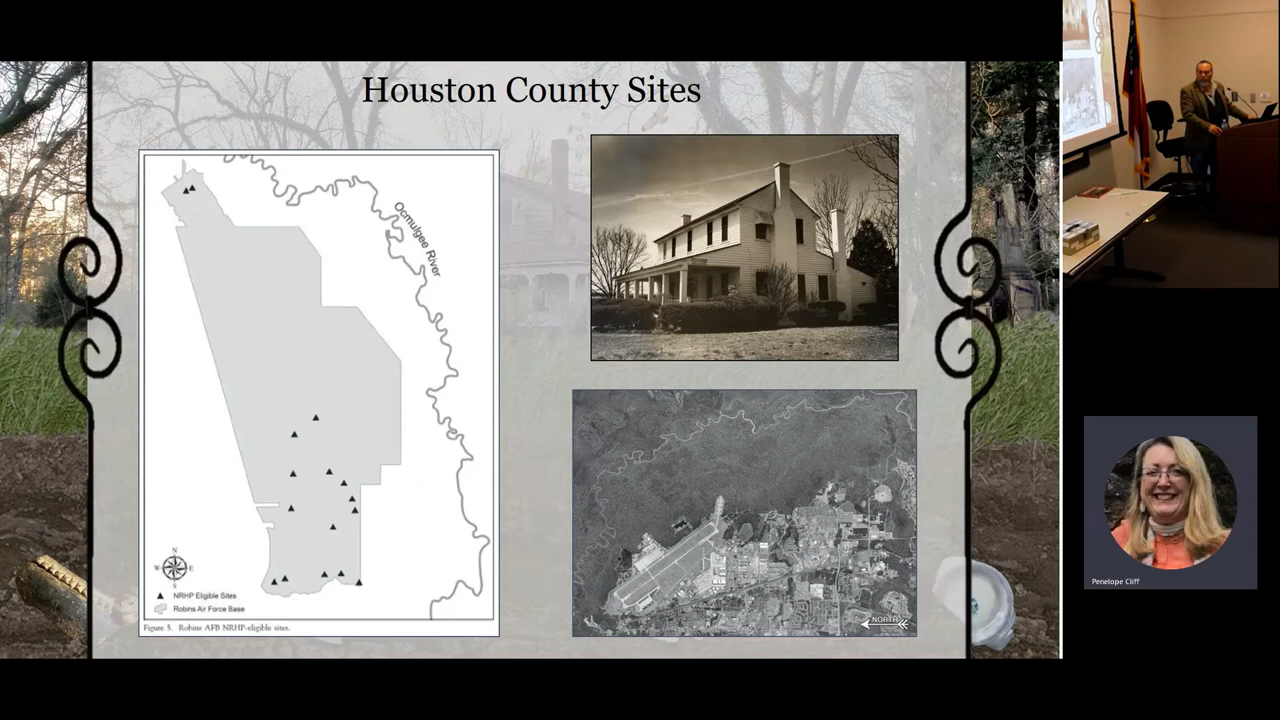 Houston County Sites
Ocmulgee River
N
W
E
S
NRHP Eligible Sites
Robins Air Force Base
Figure 5. Robins AFB NRHP-eligible sites.
NORTH
Penelope Cliff